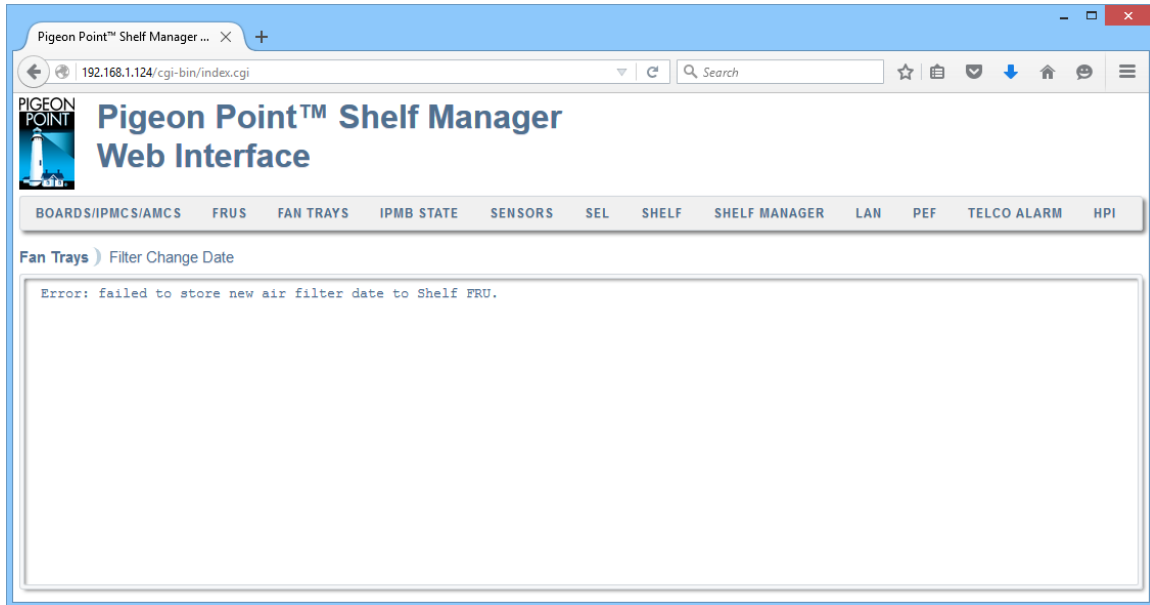 Pigeon Point™ Shelf Manager ...
192.168.1.124/cgi-bin/index.cgi
Search
PIGEON
POINT
Pigeon Point™ Shelf Manager
Web Interface
BOARDS/IPMCS/AMCS FRUS FAN TRAYS IPMB STATE SENSORS SEL SHELF SHELF MANAGER LAN PEF TELCO ALARM HPI
Fan Trays ) Filter Change Date
Error: failed to store new air filter date to Shelf FRU.